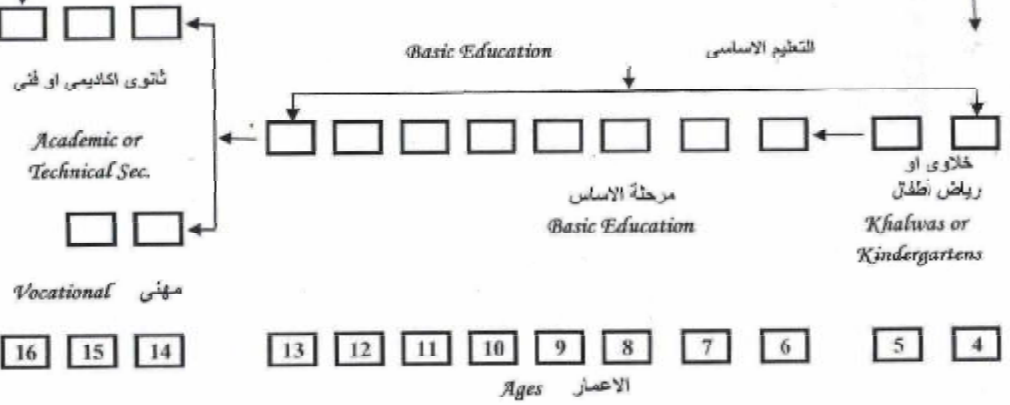 Basic Education التعليم الاساسى
ثانوى اكاديمى او فنى
Academic or
Technical Sec.
خلاوى او
رياض أطفال
Khalwas or
Kindergartens
مرحلة الاساس
Basic Education
Vocational مهنى
16 15 14 13 12 11 10 9 8 7 6 5 4
Ages الاعمار